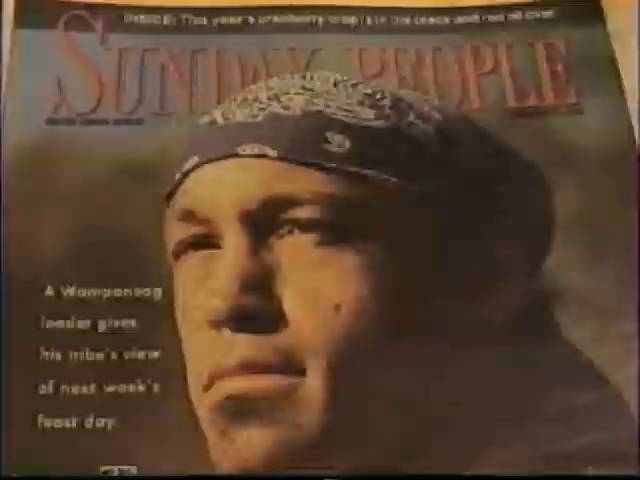 INSIDE: This year's cranberry crop is in the black and red all over
SUNDAY PEOPLE
A Wampanoag
leader gives
his tribe's view
of next week's
feast day.